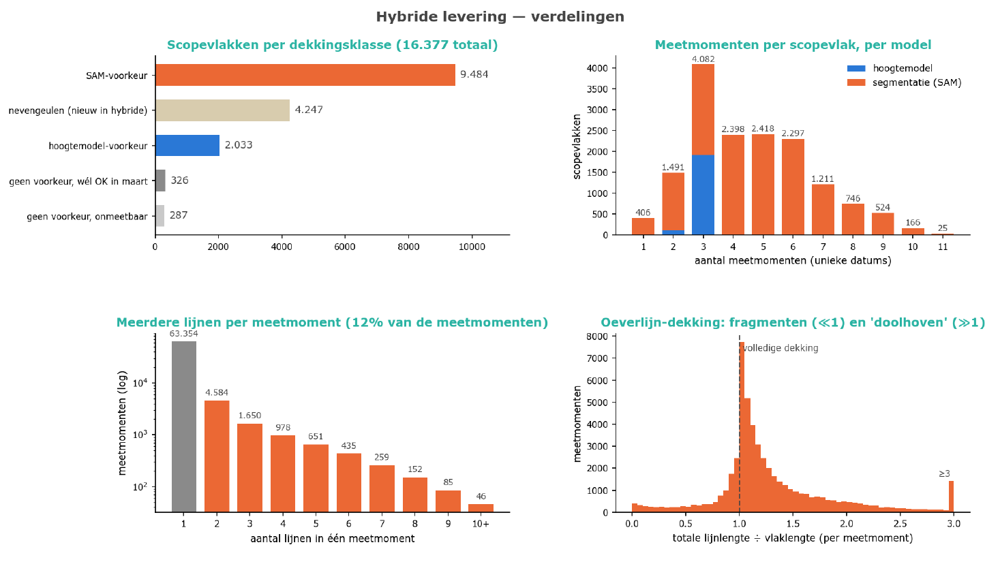 Hybride levering — verdelingen
Scopevlakken per dekkingsklasse (16.377 totaal)
SAM-voorkeur
9.484
nevengeulen (nieuw in hybride)
4.247
hoogtemodel-voorkeur
2.033
geen voorkeur, wél OK in maart
326
geen voorkeur, onmeetbaar
287
0 2000 4000 6000 8000 10000
Meetmomenten per scopevlak, per model
hoogtemodel
segmentatie (SAM)
scopevlakken
4000
3500
3000
2500
2000
1500
1000
500
0
406 1.491 4.082 2.398 2.418 2.297 1.211 746 524 166 25
1 2 3 4 5 6 7 8 9 10 11
aantal meetmomenten (unieke datums)
Meerdere lijnen per meetmoment (12% van de meetmomenten)
meetmomenten (log)
10⁴
10³
10²
63.354 4.584 1.650 978 651 435 259 152 85 46
1 2 3 4 5 6 7 8 9 10+
aantal lijnen in één meetmoment
Oeverlijn-dekking: fragmenten (≪1) en 'doolhoven' (≫1)
volledige dekking
≥3
meetmomenten
8000
7000
6000
5000
4000
3000
2000
1000
0
0.0 0.5 1.0 1.5 2.0 2.5 3.0
totale lijnlengte ÷ vlaklengte (per meetmoment)